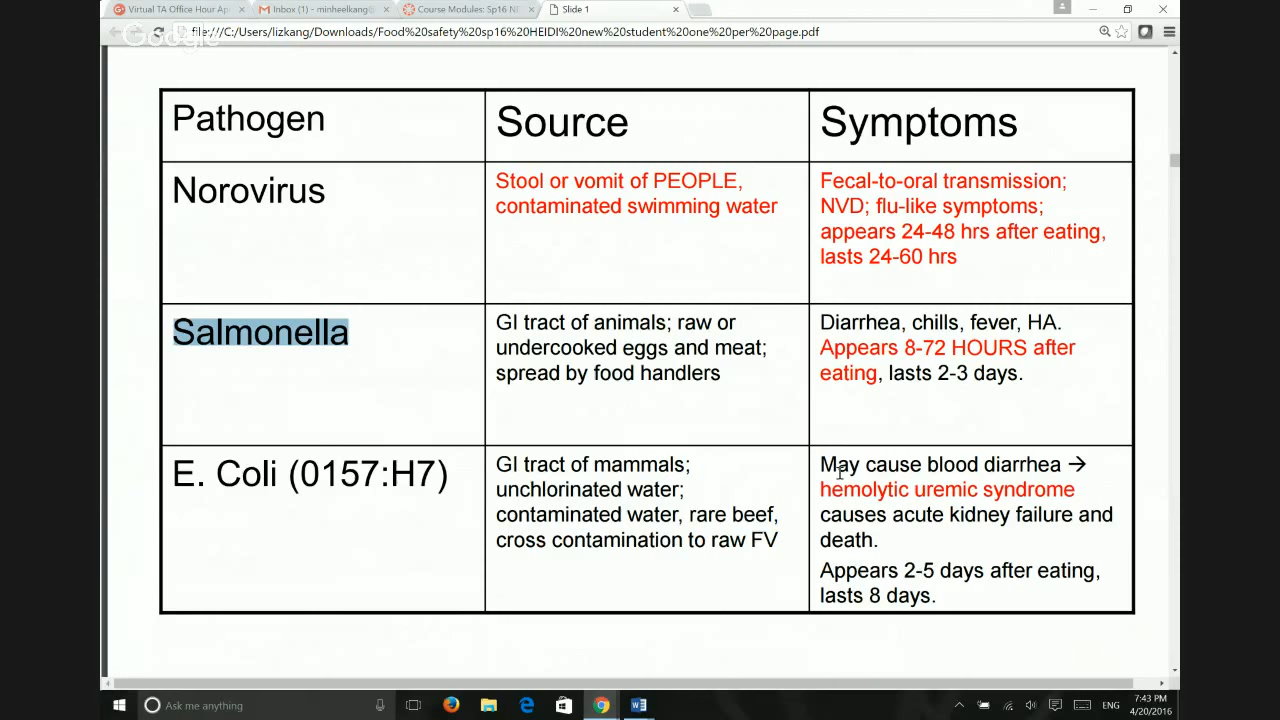 Virtual TA Office Hour Ap
Inbox (1) - minheelkang@
Course Modules: Sp16 N
Slide 1
Google
file:///C:/Users/lizkang/Downloads/Food%20safety%20sp16%20HEIDI%20new%20student%20one%20per%20page.pdf
Pathogen
Source
Symptoms
Norovirus
Stool or vomit of PEOPLE,
contaminated swimming water
Fecal-to-oral transmission;
NVD; flu-like symptoms;
appears 24-48 hrs after eating,
lasts 24-60 hrs
Salmonella
GI tract of animals; raw or
undercooked eggs and meat;
spread by food handlers
Diarrhea, chills, fever, HA.
Appears 8-72 HOURS after
eating, lasts 2-3 days.
E. Coli (0157:H7)
GI tract of mammals;
unchlorinated water;
contaminated water, rare beef,
cross contamination to raw FV
May cause blood diarrhea →
hemolytic uremic syndrome
causes acute kidney failure and
death.
Appears 2-5 days after eating,
lasts 8 days.
Ask me anything
ENG
7:43 PM
4/20/2016